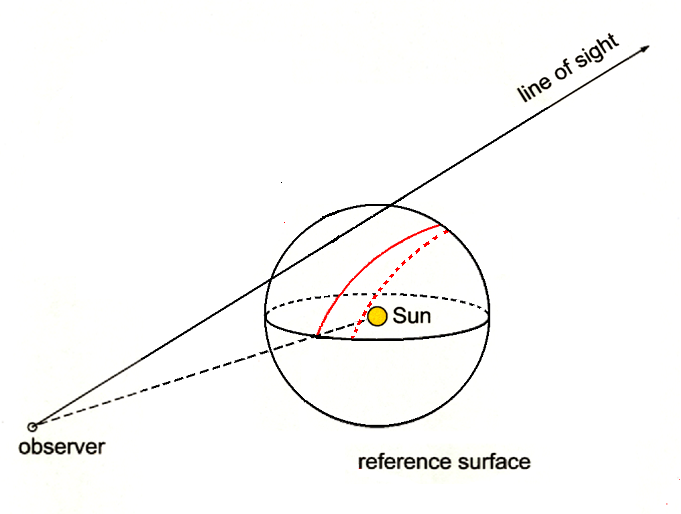 line of sight
Sun
observer
reference surface